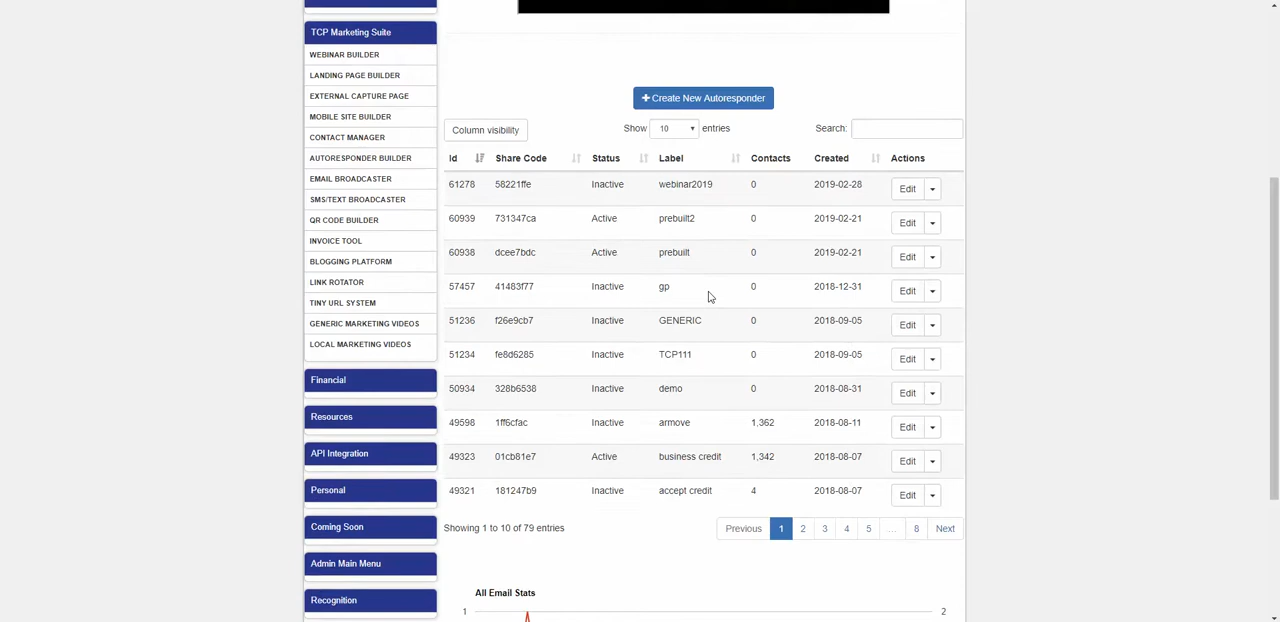 TCP Marketing Suite
WEBINAR BUILDER
LANDING PAGE BUILDER
EXTERNAL CAPTURE PAGE
MOBILE SITE BUILDER
CONTACT MANAGER
AUTORESPONDER BUILDER
EMAIL BROADCASTER
SMS/TEXT BROADCASTER
QR CODE BUILDER
INVOICE TOOL
BLOGGING PLATFORM
LINK ROTATOR
TINY URL SYSTEM
GENERIC MARKETING VIDEOS
LOCAL MARKETING VIDEOS
Financial
Resources
API Integration
Personal
Coming Soon
Admin Main Menu
Recognition
+ Create New Autoresponder
Column visibility Show 10 entries Search:
Id Share Code Status Label Contacts Created Actions
61278 58221ffe Inactive webinar2019 0 2019-02-28 Edit
60939 731347ca Active prebuilt2 0 2019-02-21 Edit
60938 dcee7bdc Active prebuilt 0 2019-02-21 Edit
57457 41483f77 Inactive gp 0 2018-12-31 Edit
51236 f26e9cb7 Inactive GENERIC 0 2018-09-05 Edit
51234 fe8d6285 Inactive TCP111 0 2018-09-05 Edit
50934 328b6538 Inactive demo 0 2018-08-31 Edit
49598 1ff6cfac Inactive armove 1,362 2018-08-11 Edit
49323 01cb81e7 Active business credit 1,342 2018-08-07 Edit
49321 181247b9 Inactive accept credit 4 2018-08-07 Edit
Showing 1 to 10 of 79 entries Previous 1 2 3 4 5 ... 8 Next
All Email Stats
1 2